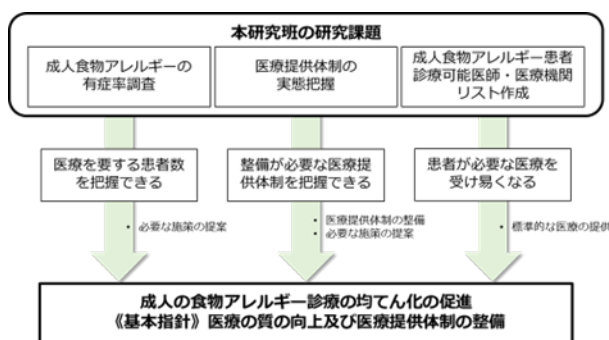 本研究班の研究課題
成人食物アレルギーの
有症率調査
医療提供体制の
実態把握
成人食物アレルギー患者
診療可能医師・医療機関
リスト作成
医療を要する患者数
を把握できる
整備が必要な医療提
供体制を把握できる
患者が必要な医療を
受け易くなる
• 必要な施策の提案
• 医療提供体制の整備
• 必要な施策の提案
• 標準的な医療の提供
成人の食物アレルギー診療の均てん化の促進
《基本指針》医療の質の向上及び医療提供体制の整備